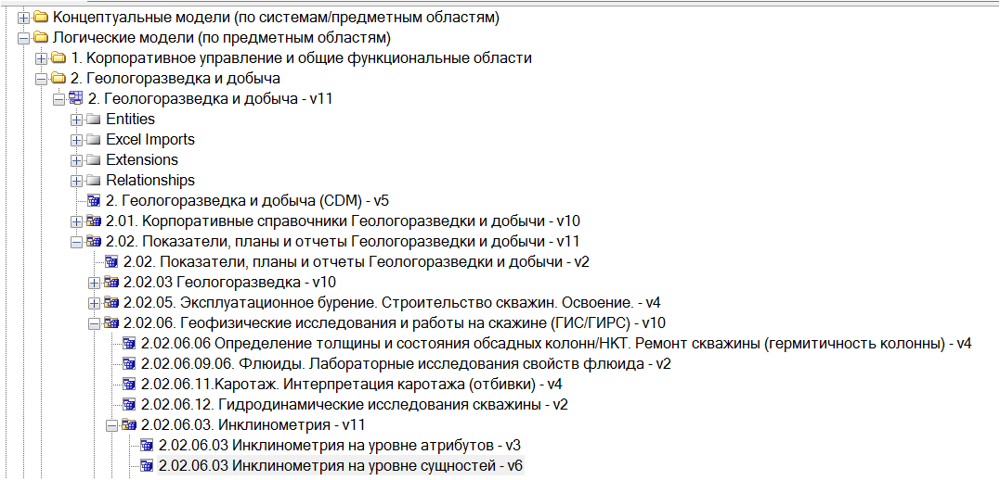 Концептуальные модели (по системам/предметным областям)
Логические модели (по предметным областям)
1. Корпоративное управление и общие функциональные области
2. Геологоразведка и добыча
2. Геологоразведка и добыча - v11
Entities
Excel Imports
Extensions
Relationships
2. Геологоразведка и добыча (CDM) - v5
2.01. Корпоративные справочники Геологоразведки и добычи - v10
2.02. Показатели, планы и отчеты Геологоразведки и добычи - v11
2.02. Показатели, планы и отчеты Геологоразведки и добычи - v2
2.02.03 Геологоразведка - v10
2.02.05. Эксплуатационное бурение. Строительство скважин. Освоение. - v4
2.02.06. Геофизические исследования и работы на скажине (ГИС/ГИРС) - v10
2.02.06.06 Определение толщины и состояния обсадных колонн/НКТ. Ремонт скважины (гермитичность колонны) - v4
2.02.06.09.06. Флюиды. Лабораторные исследования свойств флюида - v2
2.02.06.11.Каротаж. Интерпретация каротажа (отбивки) - v4
2.02.06.12. Гидродинамические исследования скважины - v2
2.02.06.03. Инклинометрия - v11
2.02.06.03 Инклинометрия на уровне атрибутов - v3
2.02.06.03 Инклинометрия на уровне сущностей - v6